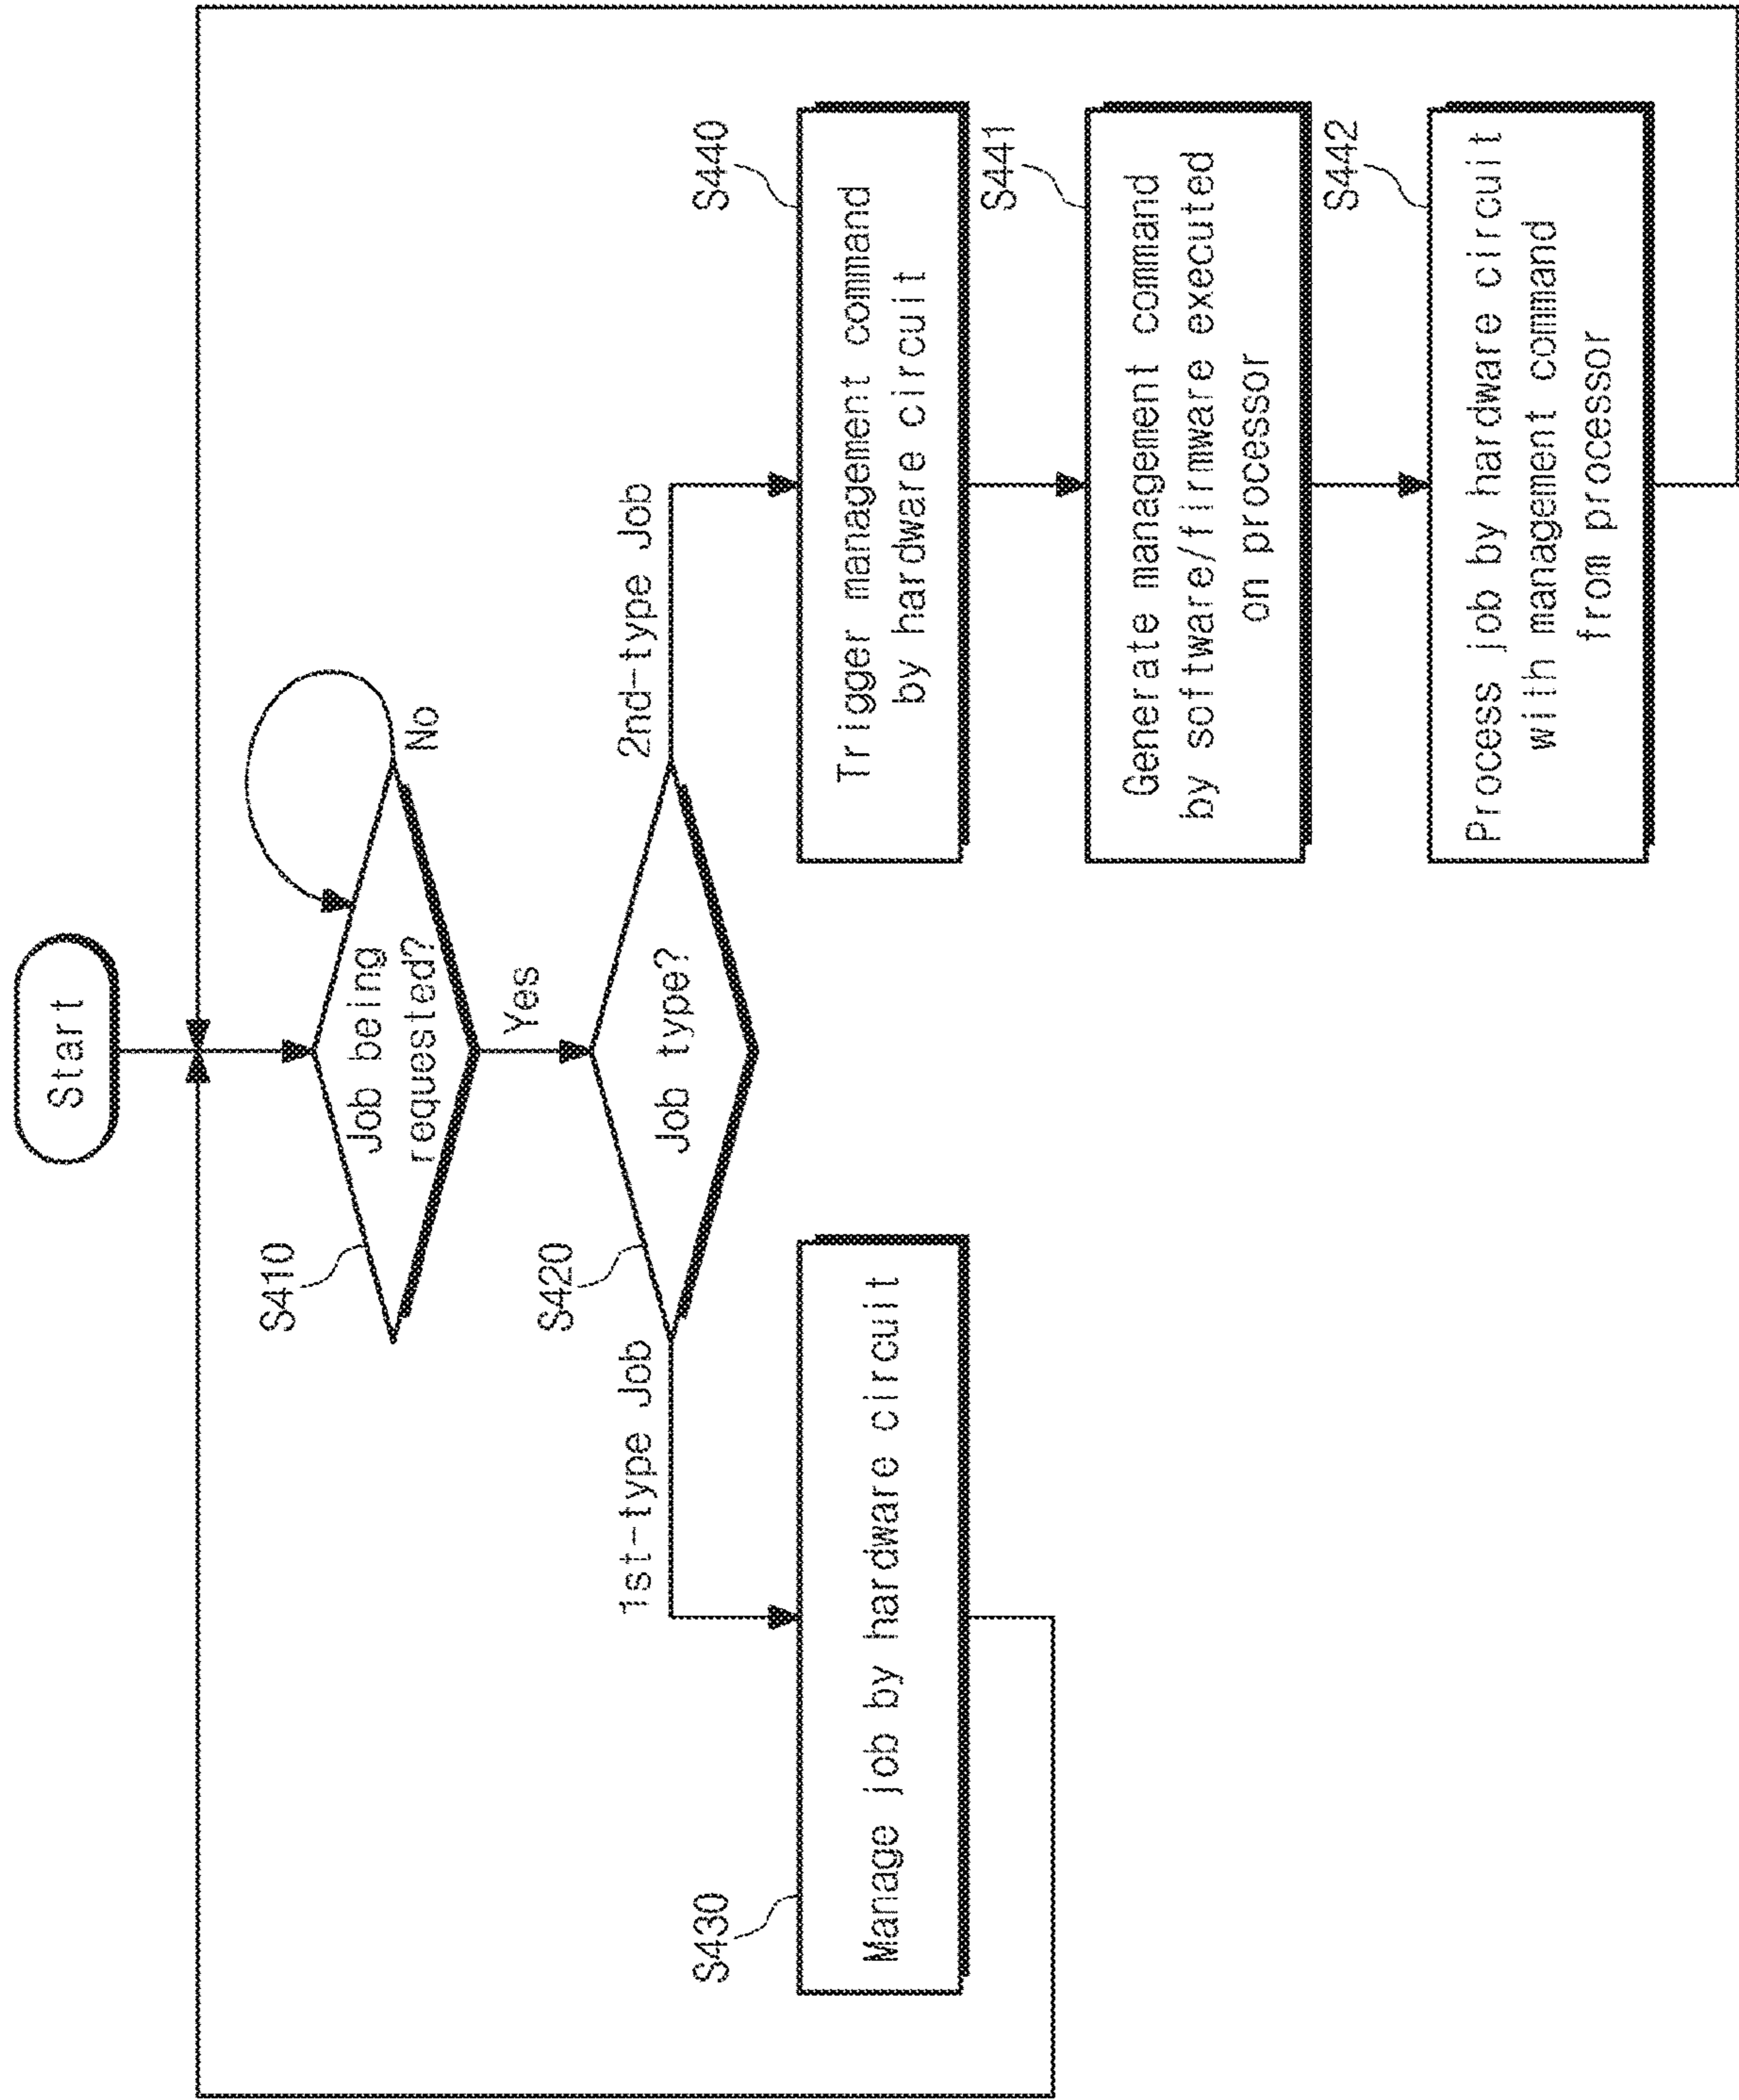 Start
S410
Job being
requested?
No
Yes
S420
Job type?
1st-type Job
2nd-type Job
S430
Manage job by hardware circuit
S440
Trigger management command
by hardware circuit
S441
Generate management command
by software/firmware executed
on processor
S442
Process job by hardware circuit
with management command
from processor